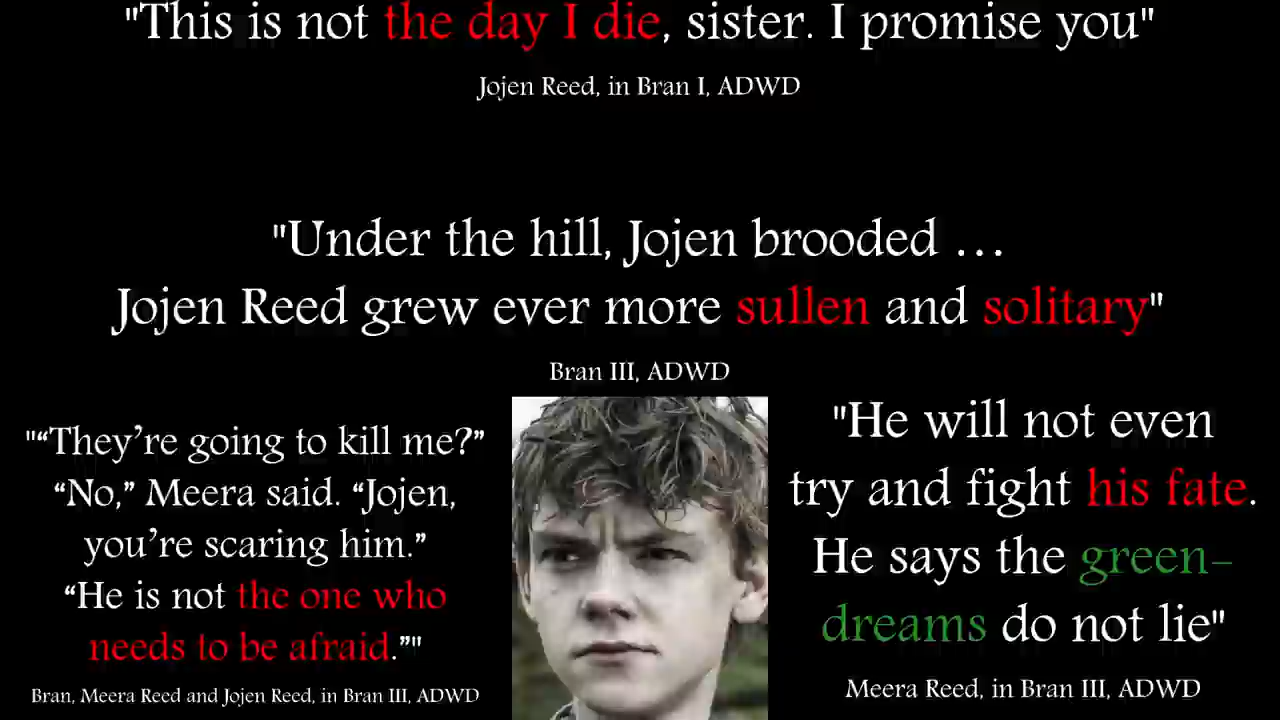 "This is not the day I die, sister. I promise you"
Jojen Reed, in Bran I, ADWD
"Under the hill, Jojen brooded …
Jojen Reed grew ever more sullen and solitary"
Bran III, ADWD
"“They’re going to kill me?”
“No,” Meera said. “Jojen,
you’re scaring him.”
“He is not the one who
needs to be afraid.”"
Bran, Meera Reed and Jojen Reed, in Bran III, ADWD
"He will not even
try and fight his fate.
He says the green-
dreams do not lie"
Meera Reed, in Bran III, ADWD